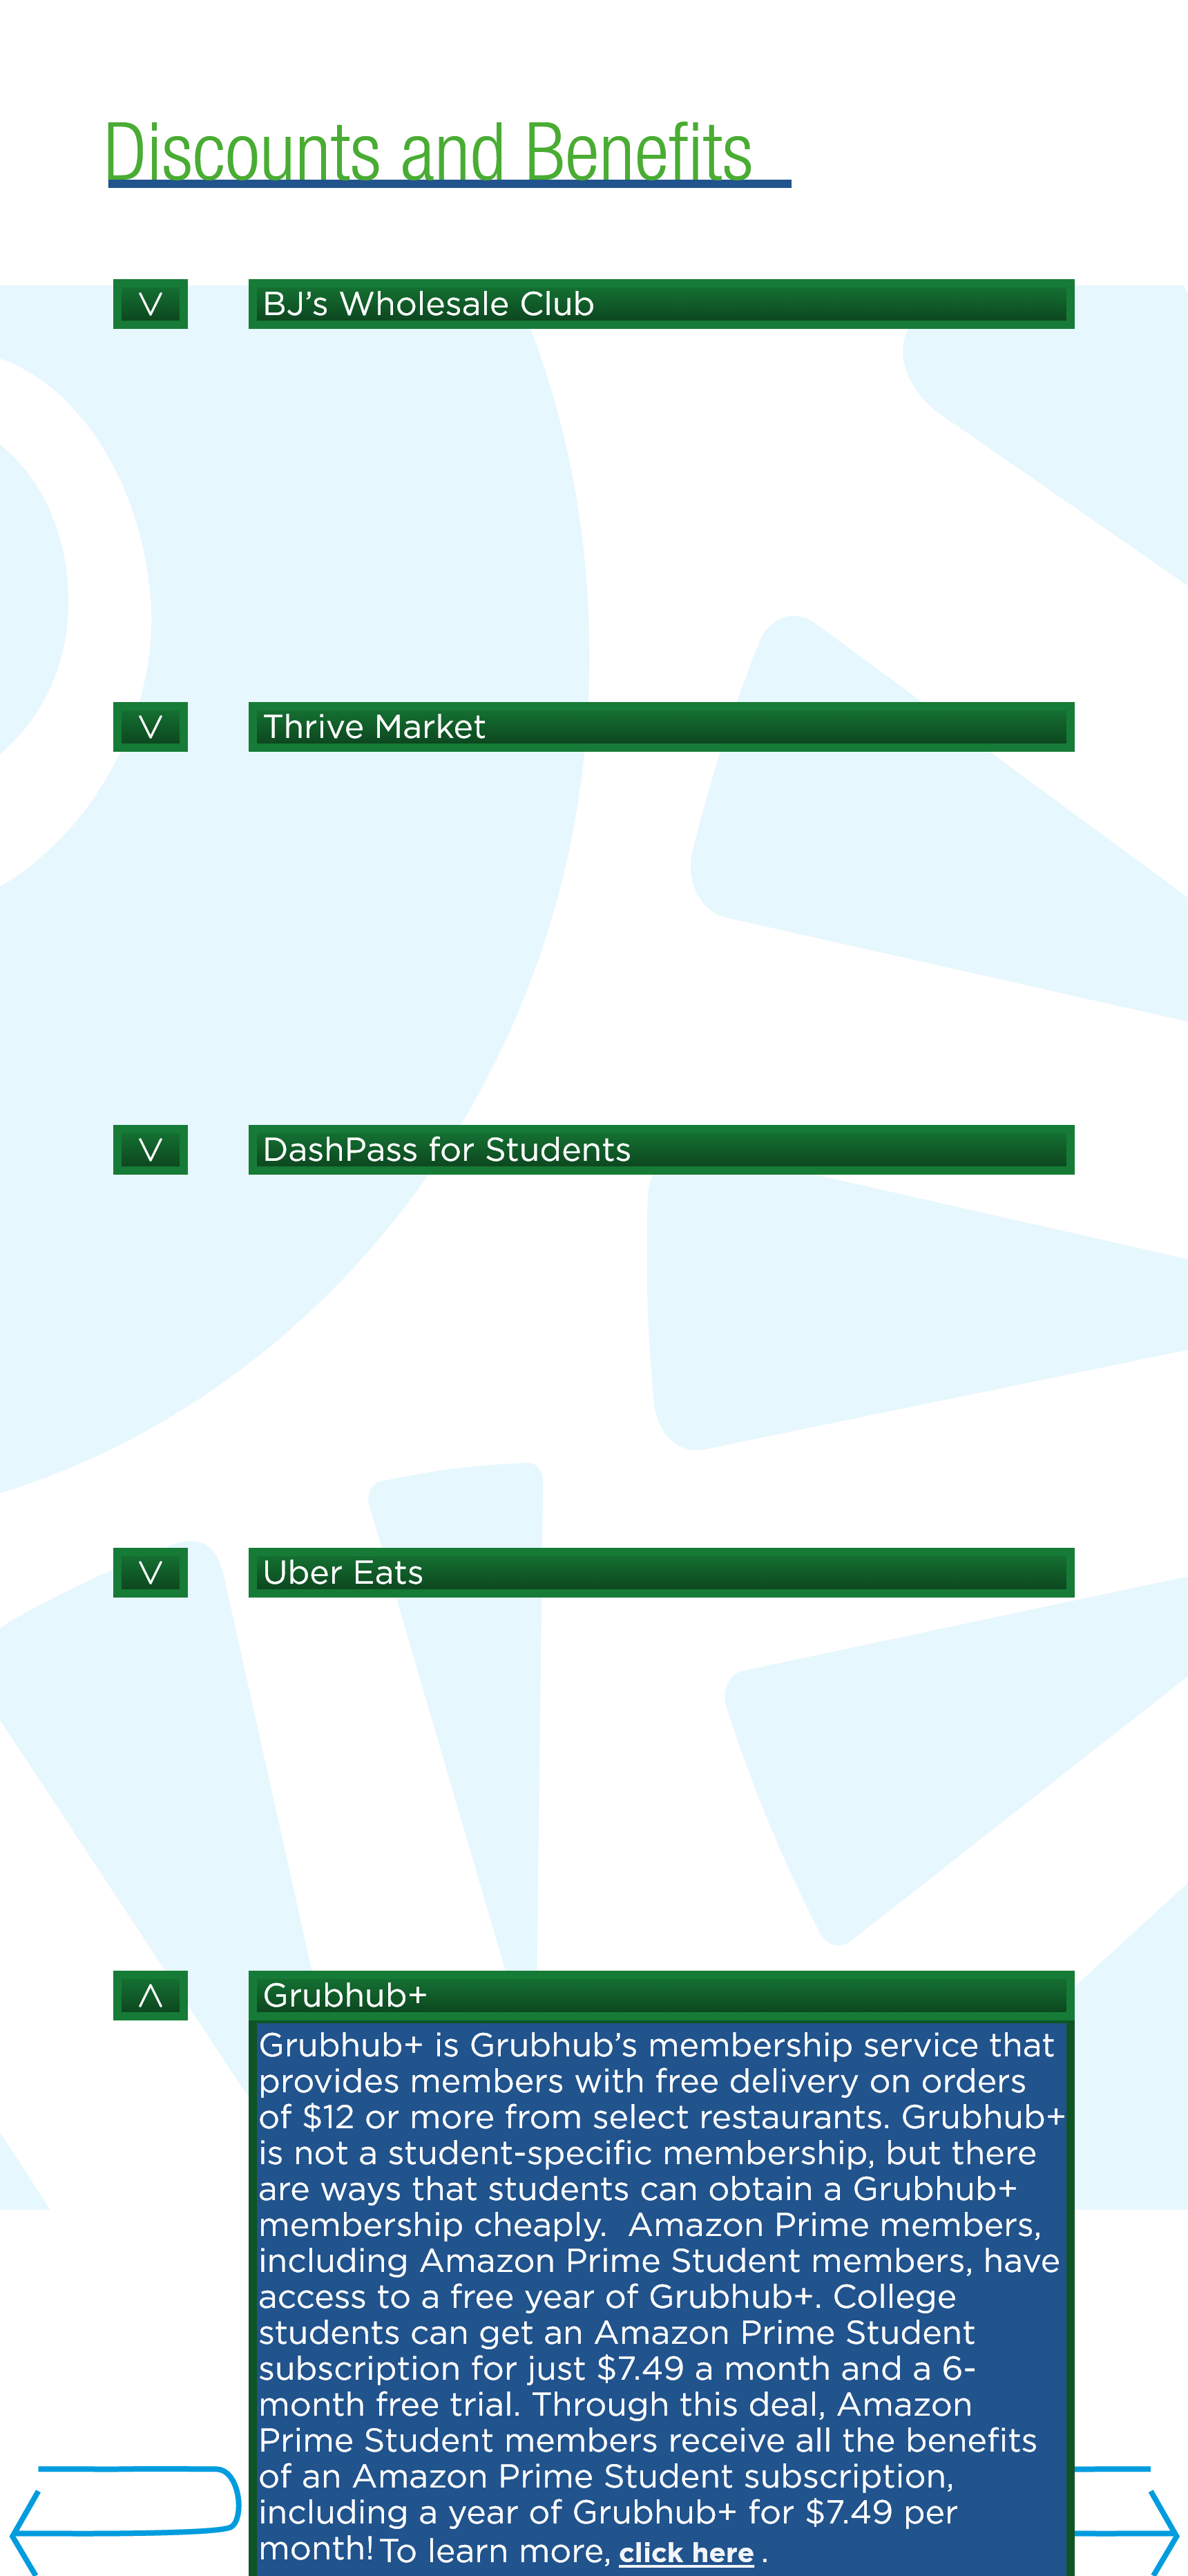 Discounts and Benefits
V
BJ’s Wholesale Club
V
Thrive Market
V
DashPass for Students
V
Uber Eats
Λ
Grubhub+
Grubhub+ is Grubhub’s membership service that
provides members with free delivery on orders
of $12 or more from select restaurants. Grubhub+
is not a student-specific membership, but there
are ways that students can obtain a Grubhub+
membership cheaply.  Amazon Prime members,
including Amazon Prime Student members, have
access to a free year of Grubhub+. College
students can get an Amazon Prime Student
subscription for just $7.49 a month and a 6-
month free trial. Through this deal, Amazon
Prime Student members receive all the benefits
of an Amazon Prime Student subscription,
including a year of Grubhub+ for $7.49 per
month! To learn more, click here .